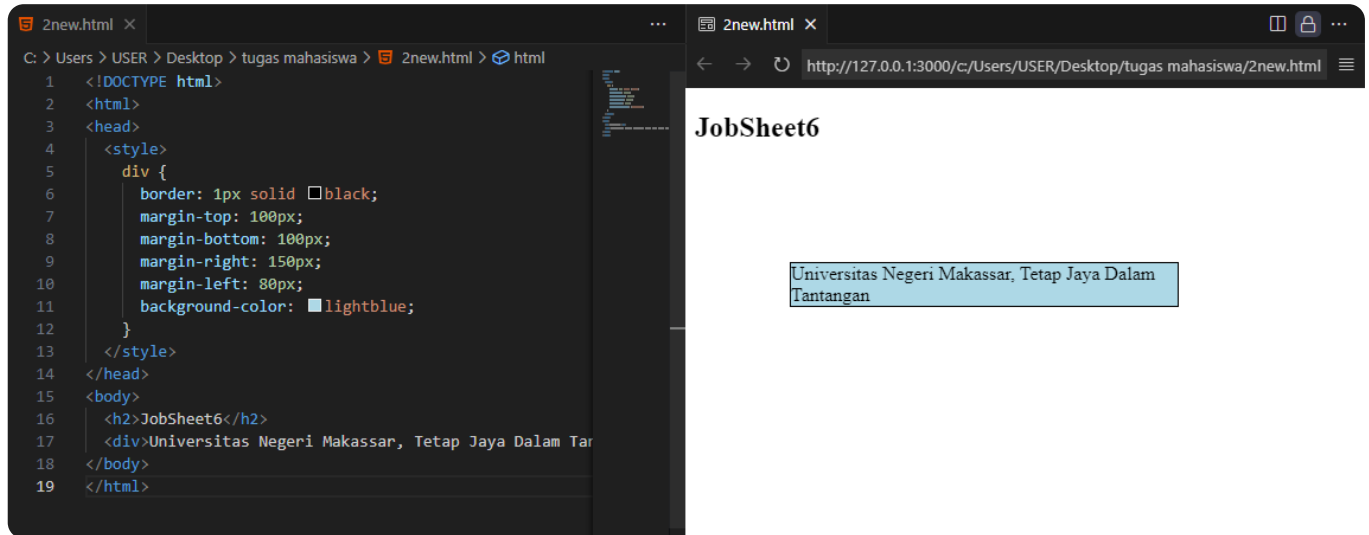 2new.html
C: > Users > USER > Desktop > tugas mahasiswa > 2new.html > html
1 <!DOCTYPE html>
2 <html>
3 <head>
4 <style>
5 div {
6 border: 1px solid black;
7 margin-top: 100px;
8 margin-bottom: 100px;
9 margin-right: 150px;
10 margin-left: 80px;
11 background-color: lightblue;
12 }
13 </style>
14 </head>
15 <body>
16 <h2>JobSheet6</h2>
17 <div>Universitas Negeri Makassar, Tetap Jaya Dalam Tan
18 </body>
19 </html>
2new.html
http://127.0.0.1:3000/c:/Users/USER/Desktop/tugas mahasiswa/2new.html
JobSheet6
Universitas Negeri Makassar, Tetap Jaya Dalam
Tantangan